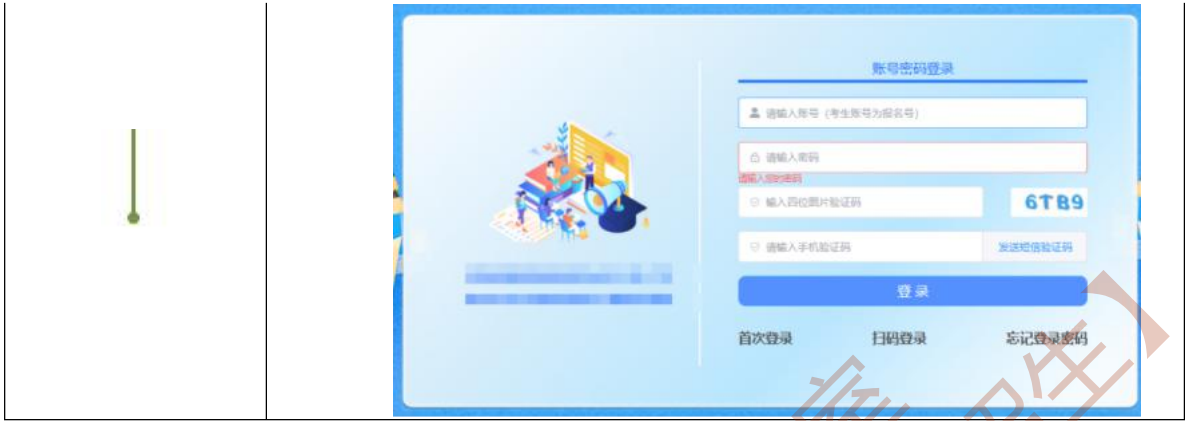 账号密码登录
请输入账号（考生账号为报名号）
请输入密码
请输入您的密码
输入四位图片验证码
6TB9
请输入手机验证码
发送短信验证码
登录
首次登录
扫码登录
忘记登录密码